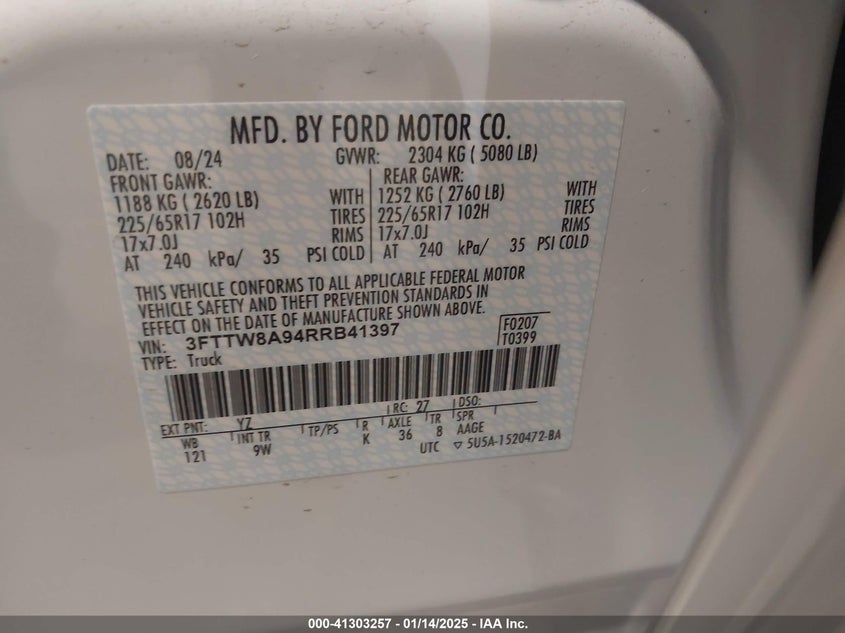 MFD. BY FORD MOTOR CO.
DATE: 08/24 GVWR: 2304 KG ( 5080 LB)
FRONT GAWR: REAR GAWR:
1188 KG ( 2620 LB) WITH 1252 KG ( 2760 LB) WITH
225/65R17 102H TIRES 225/65R17 102H TIRES
17x7.0J RIMS 17x7.0J RIMS
AT 240 kPa/ 35 PSI COLD AT 240 kPa/ 35 PSI COLD
THIS VEHICLE CONFORMS TO ALL APPLICABLE FEDERAL MOTOR
VEHICLE SAFETY AND THEFT PREVENTION STANDARDS IN
EFFECT ON THE DATE OF MANUFACTURE SHOWN ABOVE.
VIN: 3FTTW8A94RRB41397 F0207
TYPE: Truck T0399
EXT PNT: YZ RC: 27 DSO:
WB INT TR TP/PS R AXLE TR SPR
121 9W K 36 8 AAGE
UTC ▽ 5U5A-1520472-BA
000-41303257 - 01/14/2025 - IAA Inc.